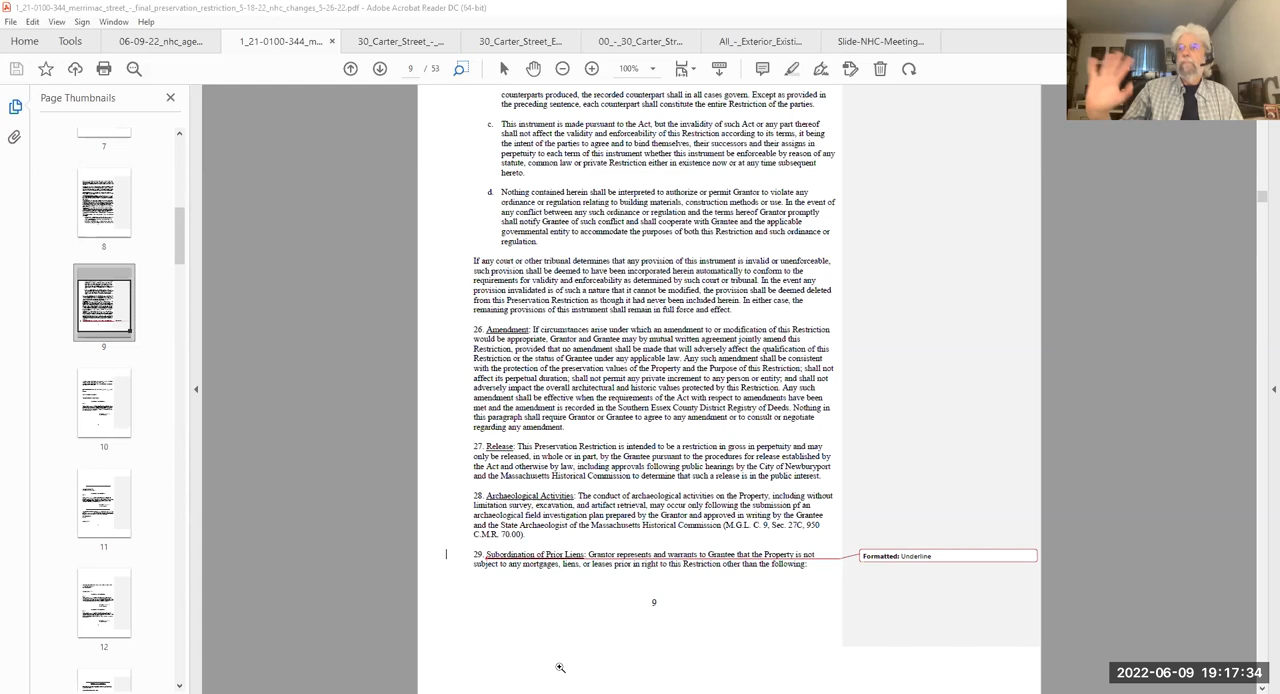 1_21-0100-344_merrimac_street_-_final_preservation_restriction_5-18-22_nhc_changes_5-26-22.pdf - Adobe Acrobat Reader DC (64-bit)
File Edit View Sign Window Help
Home Tools 06-09-22_nhc_age... 1_21-0100-344_m... × 30_Carter_Street_-_... 30_Carter_Street_E... 00_-_30_Carter_Str... All_-_Exterior_Existi... Slide-NHC-Meeting...
9 / 53 100%
Page Thumbnails
7
8
9
10
11
12
counterparts produced, the recorded counterpart shall in all cases govern. Except as provided in
the preceding sentence, each counterpart shall constitute the entire Restriction of the parties.
c. This instrument is made pursuant to the Act, but the invalidity of such Act or any part thereof
shall not affect the validity and enforceability of this Restriction according to its terms, it being
the intent of the parties to agree and to bind themselves, their successors and their assigns in
perpetuity to each term of this instrument whether this instrument be enforceable by reason of any
statute, common law or private Restriction either in existence now or at any time subsequent
hereto.
d. Nothing contained herein shall be interpreted to authorize or permit Grantor to violate any
ordinance or regulation relating to building materials, construction methods or use. In the event of
any conflict between any such ordinance or regulation and the terms hereof Grantor promptly
shall notify Grantee of such conflict and shall cooperate with Grantee and the applicable
governmental entity to accommodate the purposes of both this Restriction and such ordinance or
regulation.
If any court or other tribunal determines that any provision of this instrument is invalid or unenforceable,
such provision shall be deemed to have been incorporated herein automatically to conform to the
requirements for validity and enforceability as determined by such court or tribunal. In the event any
provision invalidated is of such a nature that it cannot be modified, the provision shall be deemed deleted
from this Preservation Restriction as though it had never been included herein. In either case, the
remaining provisions of this instrument shall remain in full force and effect.
26. Amendment: If circumstances arise under which an amendment to or modification of this Restriction
would be appropriate, Grantor and Grantee may by mutual written agreement jointly amend this
Restriction, provided that no amendment shall be made that will adversely affect the qualification of this
Restriction or the status of Grantee under any applicable law. Any such amendment shall be consistent
with the protection of the preservation values of the Property and the Purpose of this Restriction; shall not
affect its perpetual duration; shall not permit any private increment to any person or entity; and shall not
adversely impact the overall architectural and historic values protected by this Restriction. Any such
amendment shall be effective when the requirements of the Act with respect to amendments have been
met and the amendment is recorded in the Southern Essex County District Registry of Deeds. Nothing in
this paragraph shall require Grantor or Grantee to agree to any amendment or to consult or negotiate
regarding any amendment.
27. Release: This Preservation Restriction is intended to be a restriction in gross in perpetuity and may
only be released, in whole or in part, by the Grantee pursuant to the procedures for release established by
the Act and otherwise by law, including approvals following public hearings by the City of Newburyport
and the Massachusetts Historical Commission to determine that such a release is in the public interest.
28. Archaeological Activities: The conduct of archaeological activities on the Property, including without
limitation survey, excavation, and artifact retrieval, may occur only following the submission of an
archaeological field investigation plan prepared by the Grantor and approved in writing by the Grantee
and the State Archaeologist of the Massachusetts Historical Commission (M.G.L. C. 9, Sec. 27C, 950
C.M.R. 70.00).
29. Subordination of Prior Liens: Grantor represents and warrants to Grantee that the Property is not
subject to any mortgages, liens, or leases prior in right to this Restriction other than the following:
Formatted: Underline
9
2022-06-09 19:17:34